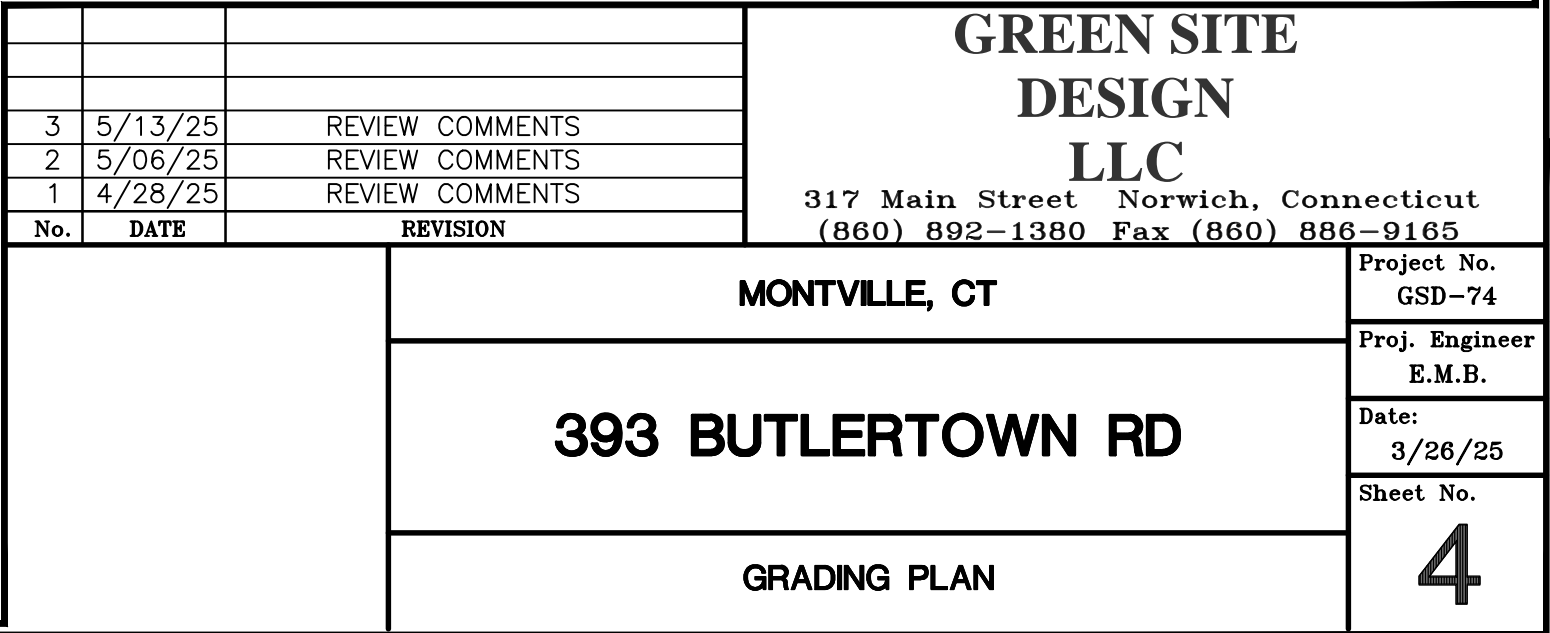 3 5/13/25 REVIEW COMMENTS
2 5/06/25 REVIEW COMMENTS
1 4/28/25 REVIEW COMMENTS
No. DATE REVISION
GREEN SITE
DESIGN
LLC
317 Main Street Norwich, Connecticut
(860) 892-1380 Fax (860) 886-9165
MONTVILLE, CT
393 BUTLERTOWN RD
GRADING PLAN
Project No.
GSD-74
Proj. Engineer
E.M.B.
Date:
3/26/25
Sheet No.
4